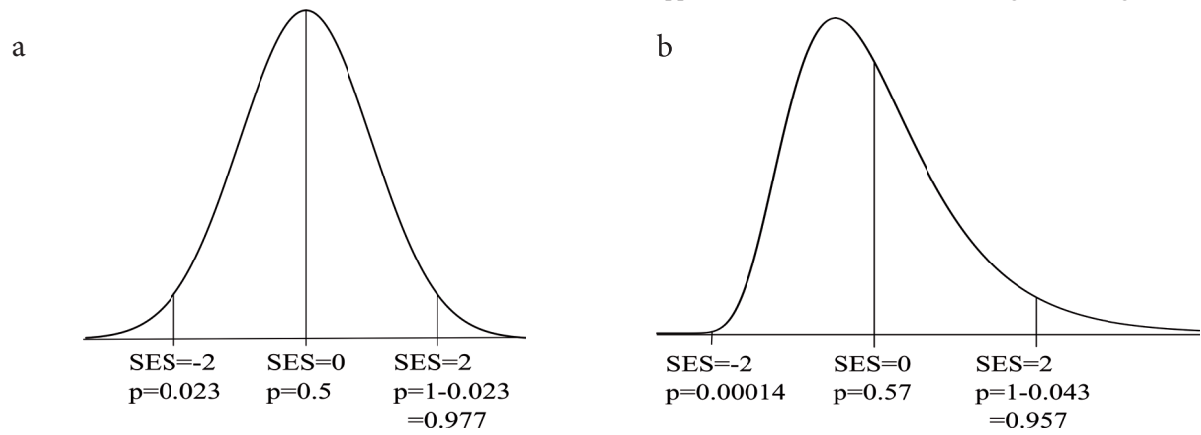 a
SES=-2
p=0.023
SES=0
p=0.5
SES=2
p=1-0.023
=0.977
b
SES=-2
p=0.00014
SES=0
p=0.57
SES=2
p=1-0.043
=0.957